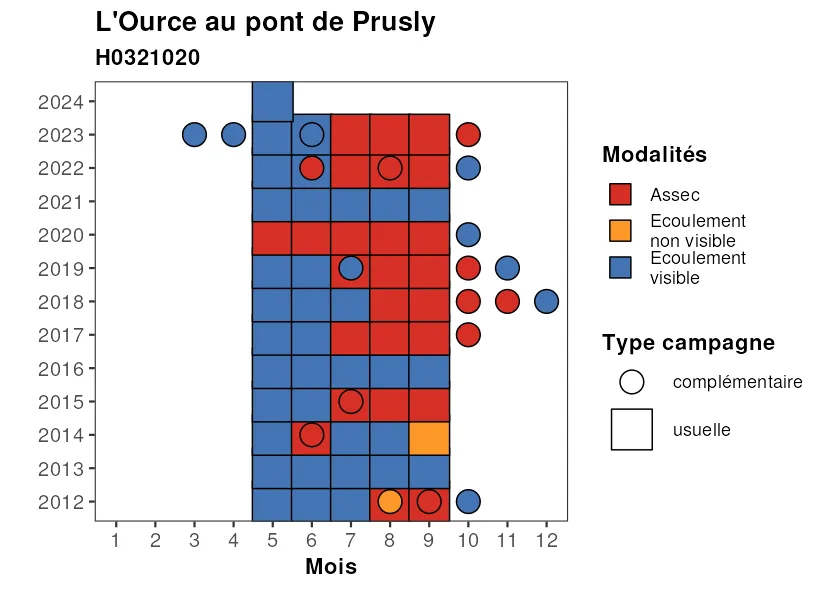 L'Ource au pont de Prusly
H0321020
2024
2023
2022
2021
2020
2019
2018
2017
2016
2015
2014
2013
2012
1 2 3 4 5 6 7 8 9 10 11 12
Mois
Modalités
Assec
Ecoulement
non visible
Ecoulement
visible
Type campagne
complémentaire
usuelle